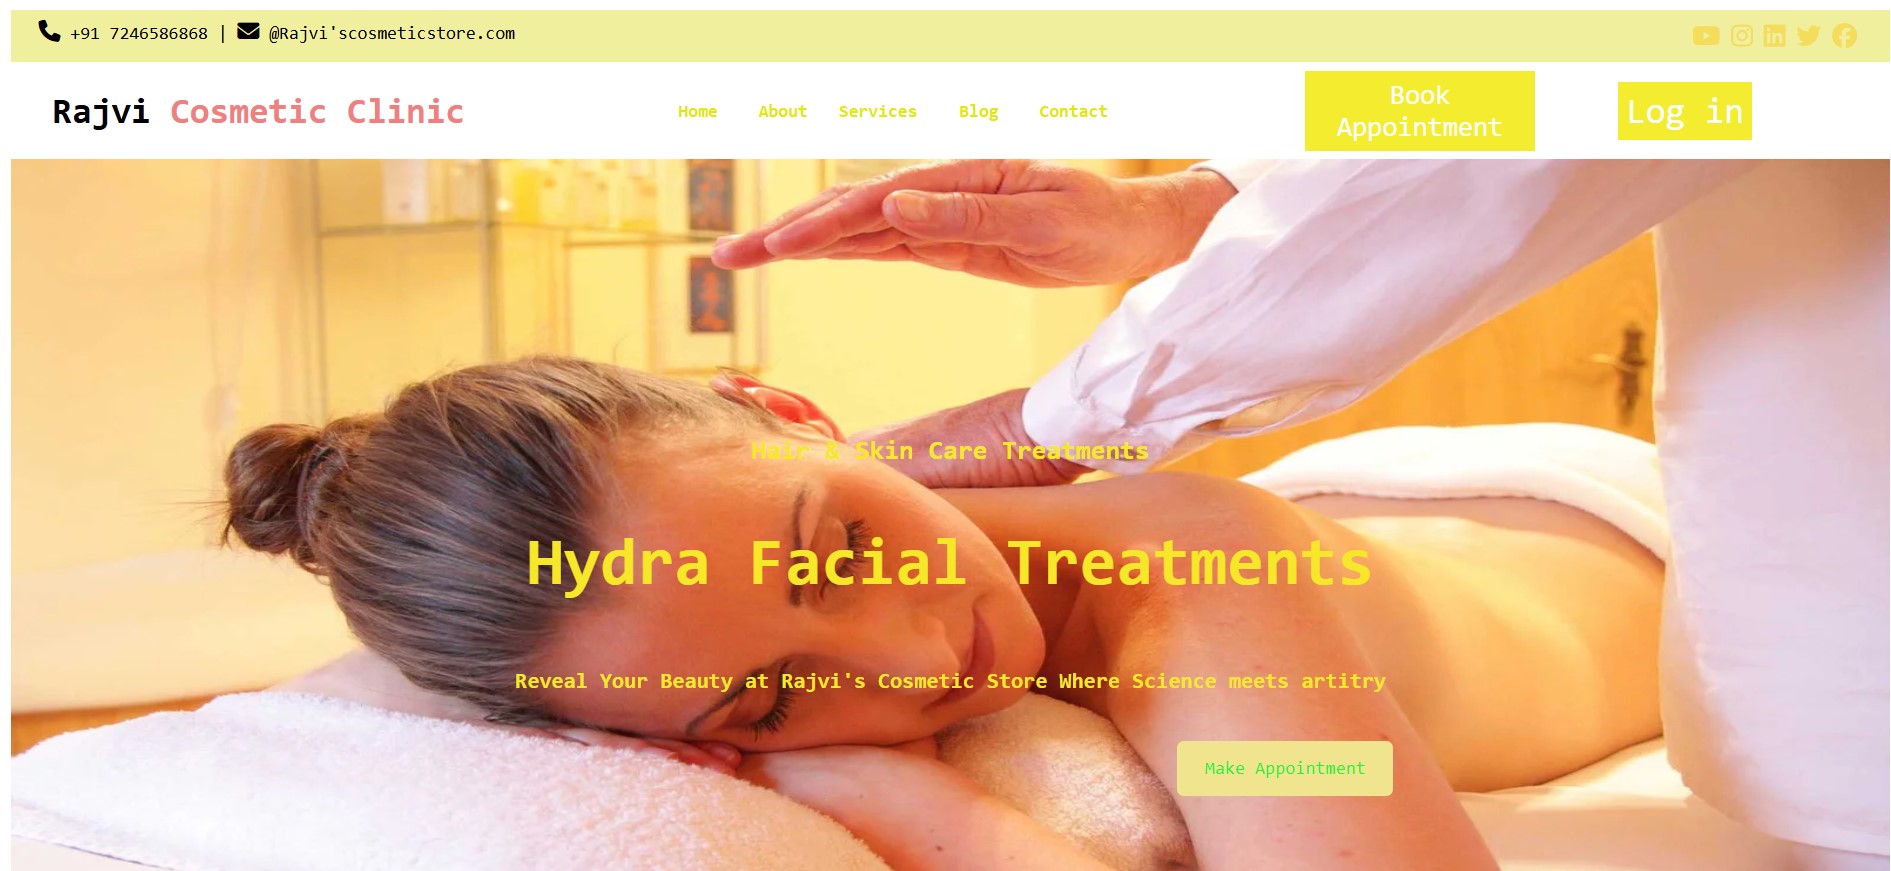 +91 7246586868 | @Rajvi'scosmeticstore.com
Rajvi Cosmetic Clinic
Home About Services Blog Contact
Book
Appointment
Log in
Hair & Skin Care Treatments
Hydra Facial Treatments
Reveal Your Beauty at Rajvi's Cosmetic Store Where Science meets artitry
Make Appointment